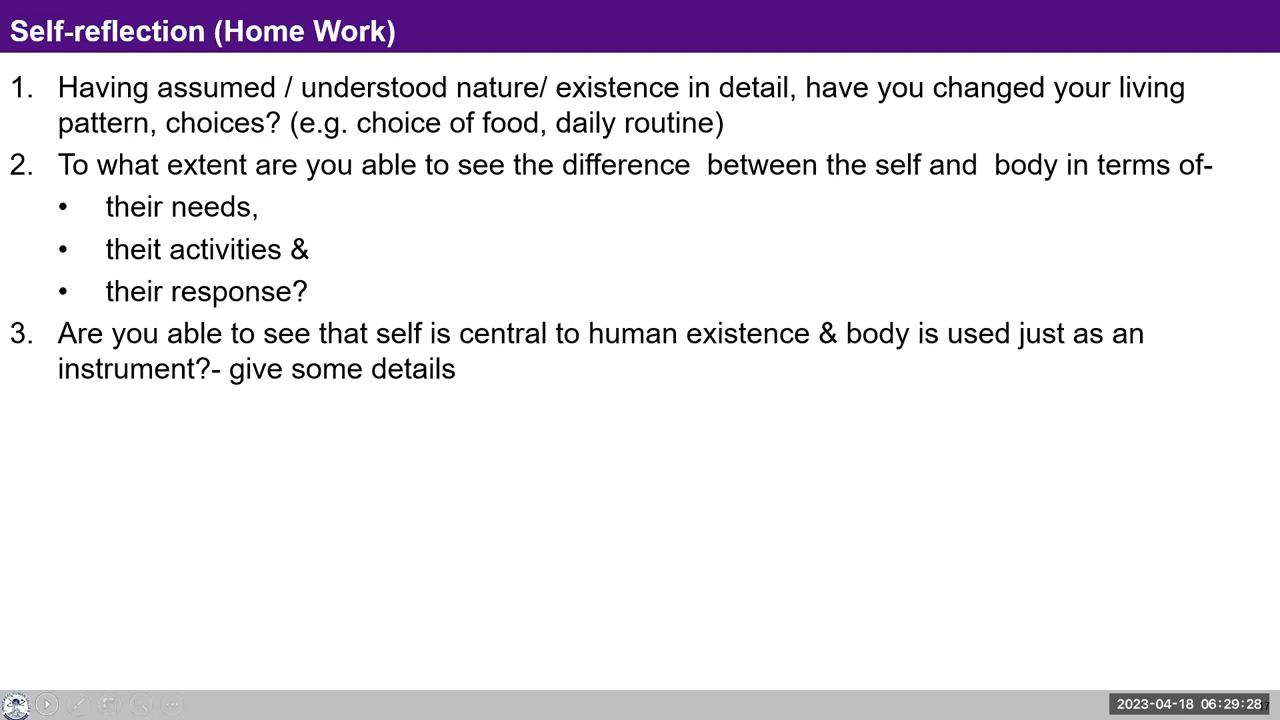 Self-reflection (Home Work)
1. Having assumed / understood nature/ existence in detail, have you changed your living
pattern, choices? (e.g. choice of food, daily routine)
2. To what extent are you able to see the difference  between the self and  body in terms of-
• their needs,
• theit activities &
• their response?
3. Are you able to see that self is central to human existence & body is used just as an
instrument?- give some details
2023-04-18 06:29:28